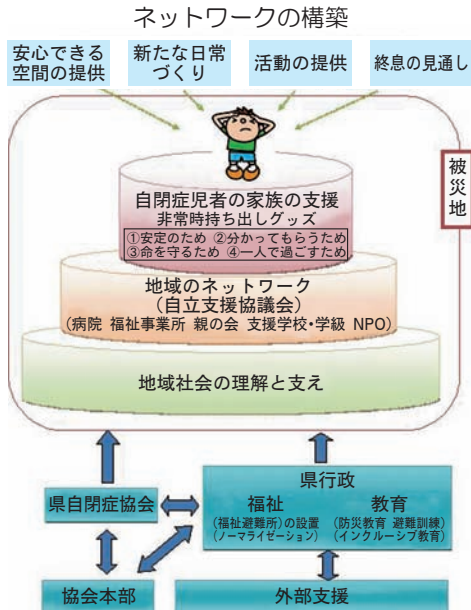 ネットワークの構築
安心できる
空間の提供
新たな日常
づくり
活動の提供
終息の見通し
被災地
自閉症児者の家族の支援
非常時持ち出しグッズ
①安定のため ②分かってもらうため
③命を守るため ④一人で過ごすため
地域のネットワーク
(自立支援協議会)
(病院 福祉事業所 親の会 支援学校・学級 NPO)
地域社会の理解と支え
県自閉症協会
県行政
福祉
(福祉避難所)の設置
(ノーマライゼーション)
教育
(防災教育 避難訓練)
(インクルーシブ教育)
協会本部
外部支援